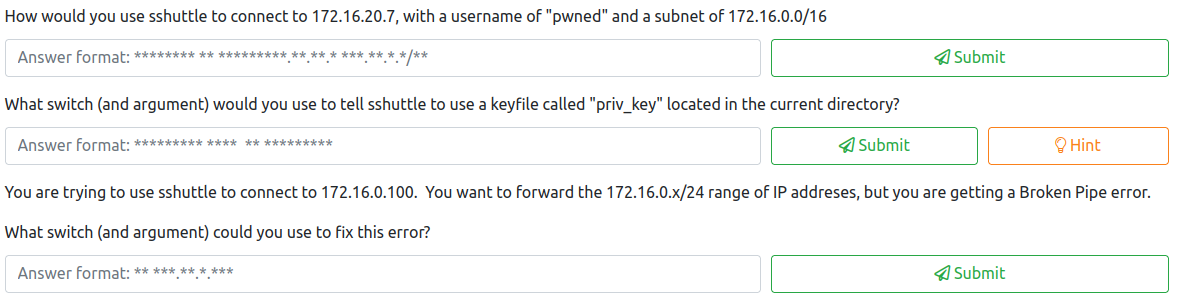 How would you use sshuttle to connect to 172.16.20.7, with a username of "pwned" and a subnet of 172.16.0.0/16
Answer format: ******** ** *********.**.**.* ***.**.*.*/**
Submit
What switch (and argument) would you use to tell sshuttle to use a keyfile called "priv_key" located in the current directory?
Answer format: ********* ****  ** *********
Submit
Hint
You are trying to use sshuttle to connect to 172.16.0.100.  You want to forward the 172.16.0.x/24 range of IP addreses, but you are getting a Broken Pipe error.
What switch (and argument) could you use to fix this error?
Answer format: ** ***.**.*.***
Submit